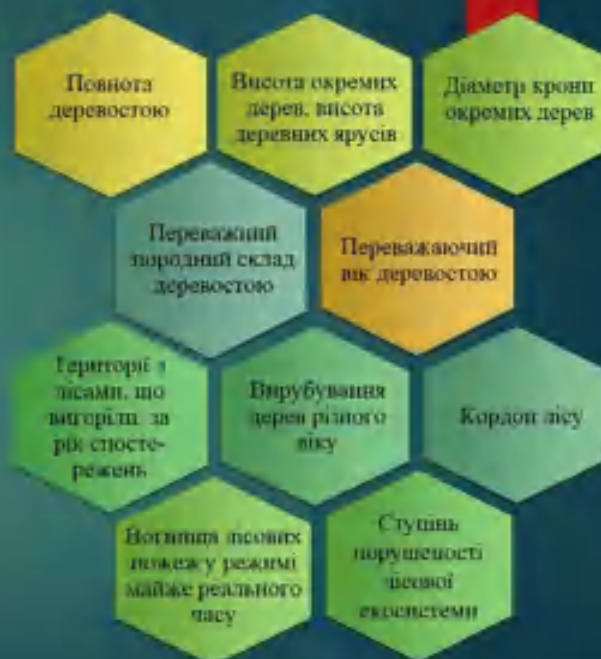 Повнота
деревостою
Висота окремих
дерев, висота
деревних ярусів
Діаметр крони
окремих дерев
Переважний
породний склад
деревостою
Переважаючий
вік деревостою
Території з
лісами, що
вигоріли, за
рік спосте-
режень
Вирубування
дерев різного
віку
Кордон лісу
Вогнища лісових
пожеж у режимі
майже реального
часу
Ступінь
порушеності
лісової
екосистеми